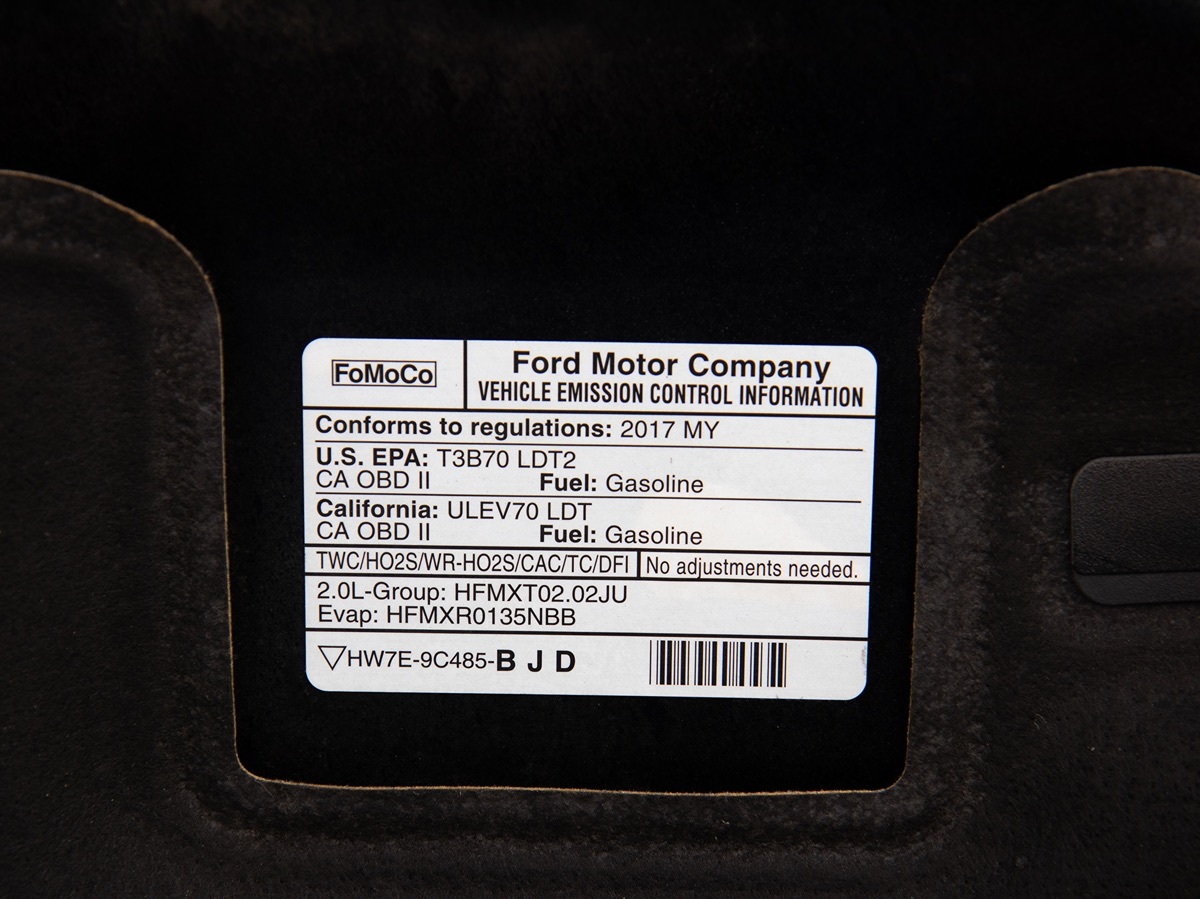 FoMoCo
Ford Motor Company
VEHICLE EMISSION CONTROL INFORMATION
Conforms to regulations: 2017 MY
U.S. EPA: T3B70 LDT2
CA OBD II Fuel: Gasoline
California: ULEV70 LDT
CA OBD II Fuel: Gasoline
TWC/HO2S/WR-HO2S/CAC/TC/DFI No adjustments needed.
2.0L-Group: HFMXT02.02JU
Evap: HFMXR0135NBB
▽HW7E-9C485-B J D